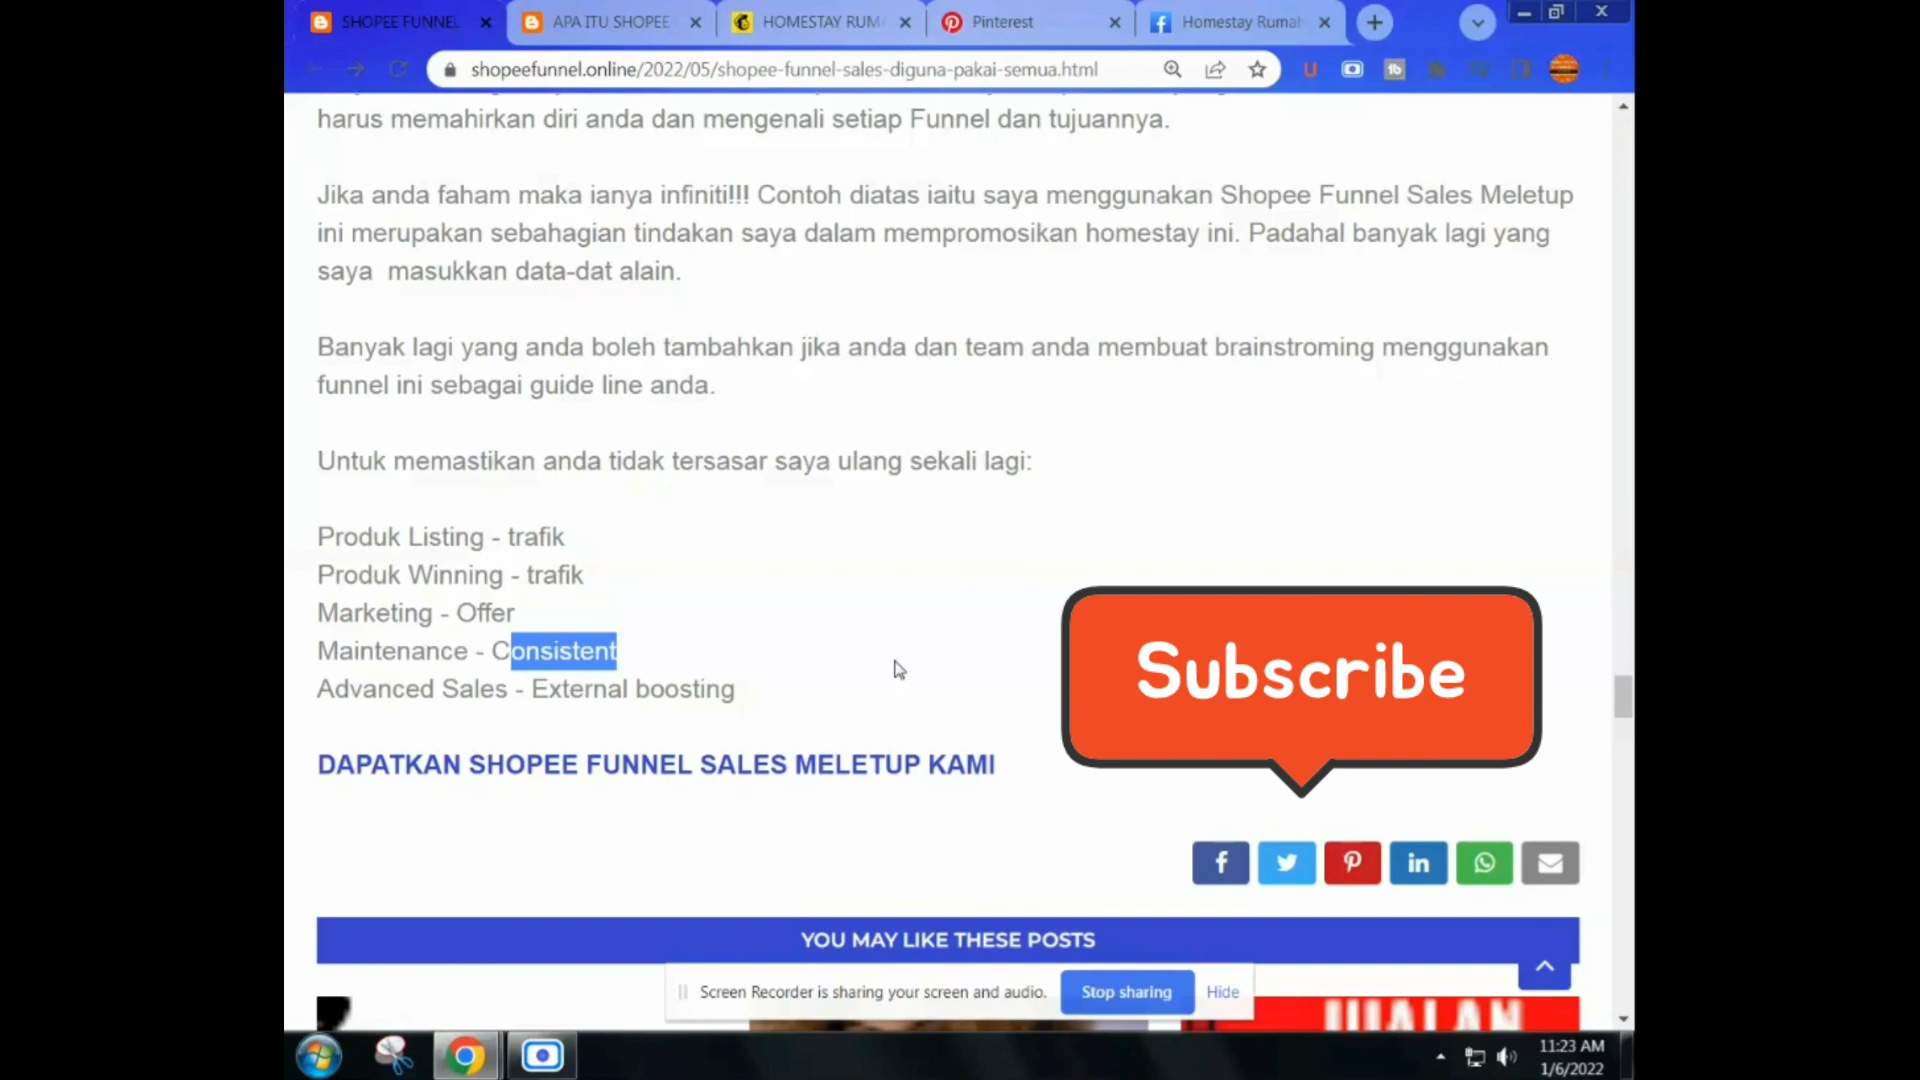 SHOPEE FUNNEL
APA ITU SHOPEE
HOMESTAY RUM
Pinterest
Homestay Rumah
shopeefunnel.online/2022/05/shopee-funnel-sales-diguna-pakai-semua.html
harus memahirkan diri anda dan mengenali setiap Funnel dan tujuannya.
Jika anda faham maka ianya infiniti!!! Contoh diatas iaitu saya menggunakan Shopee Funnel Sales Meletup
ini merupakan sebahagian tindakan saya dalam mempromosikan homestay ini. Padahal banyak lagi yang
saya  masukkan data-dat alain.
Banyak lagi yang anda boleh tambahkan jika anda dan team anda membuat brainstroming menggunakan
funnel ini sebagai guide line anda.
Untuk memastikan anda tidak tersasar saya ulang sekali lagi:
Produk Listing - trafik
Produk Winning - trafik
Marketing - Offer
Maintenance - Consistent
Advanced Sales - External boosting
Subscribe
DAPATKAN SHOPEE FUNNEL SALES MELETUP KAMI
YOU MAY LIKE THESE POSTS
Screen Recorder is sharing your screen and audio.
Stop sharing
Hide
11:23 AM
1/6/2022